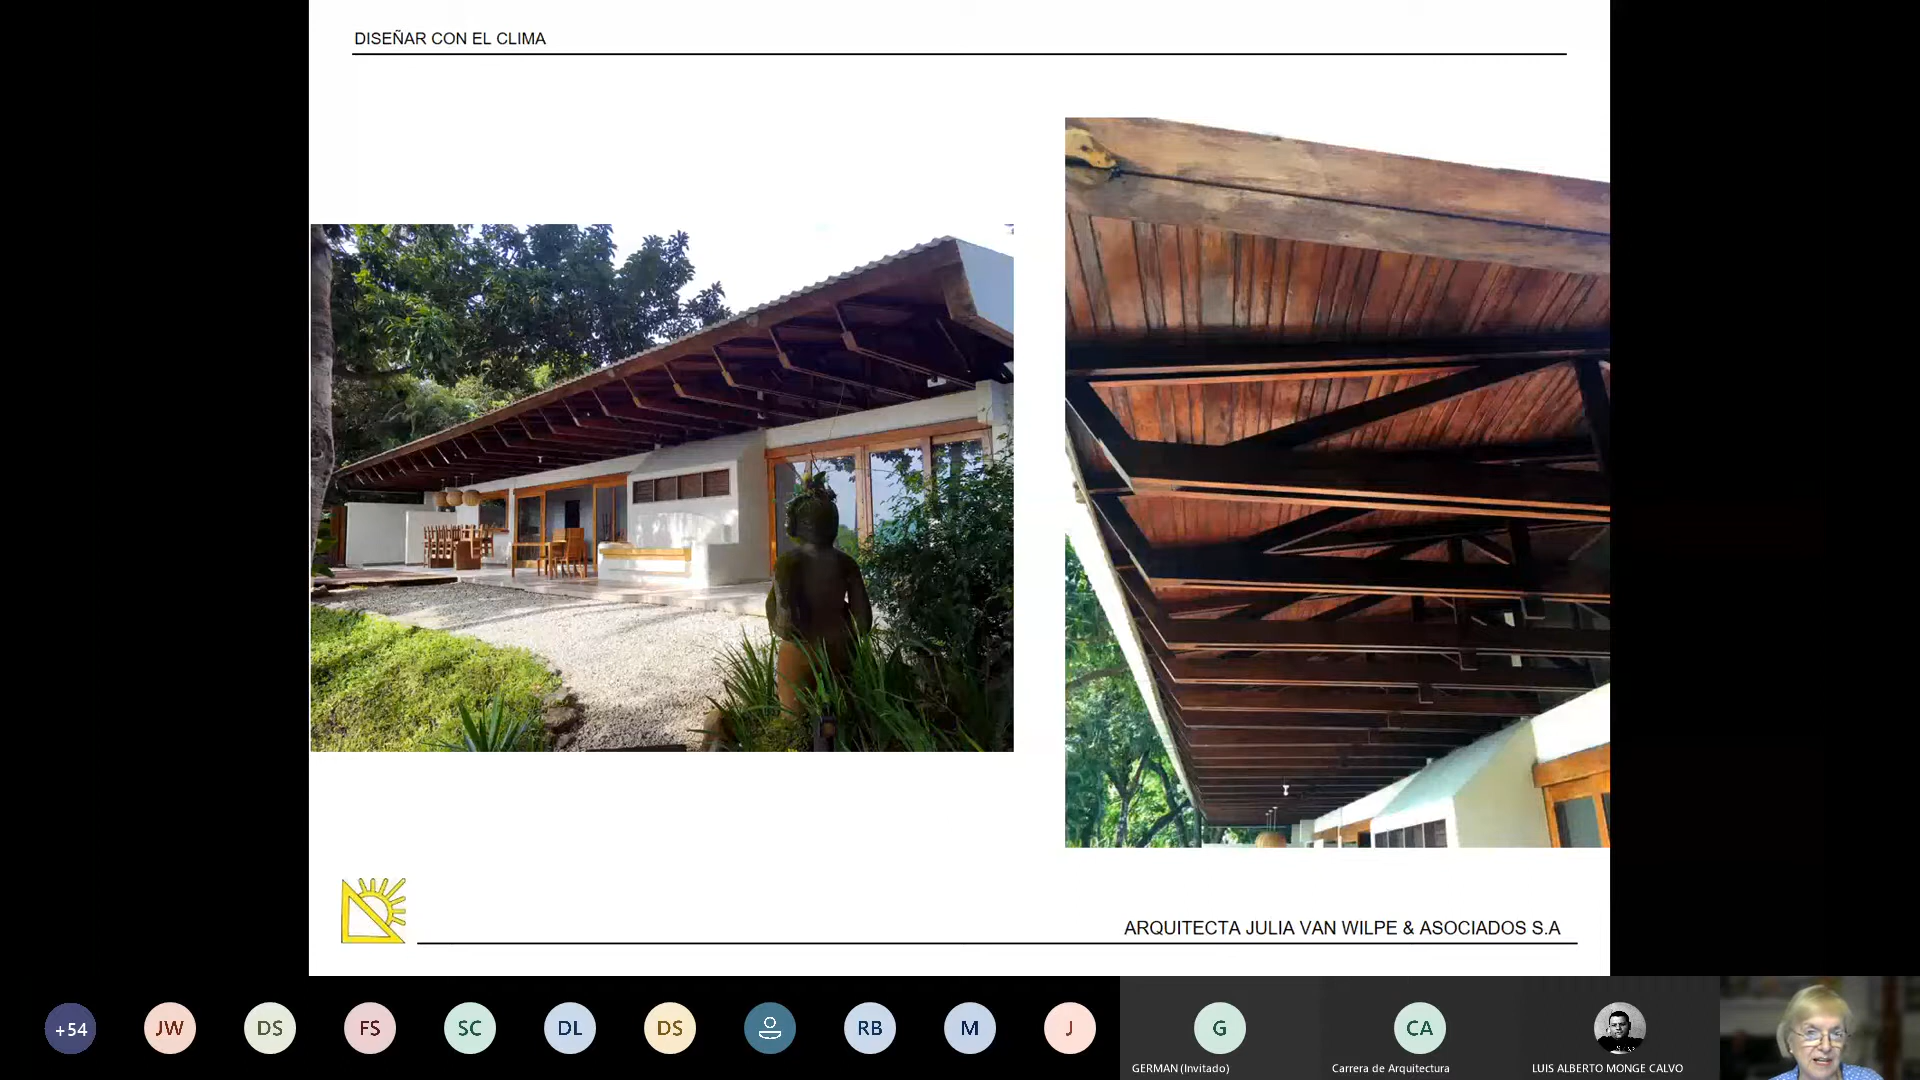 DISEÑAR CON EL CLIMA
ARQUITECTA JULIA VAN WILPE & ASOCIADOS S.A
+54
JW
DS
FS
SC
DL
DS
RB
M
J
G
CA
GERMAN (Invitado)
Carrera de Arquitectura
LUIS ALBERTO MONGE CALVO